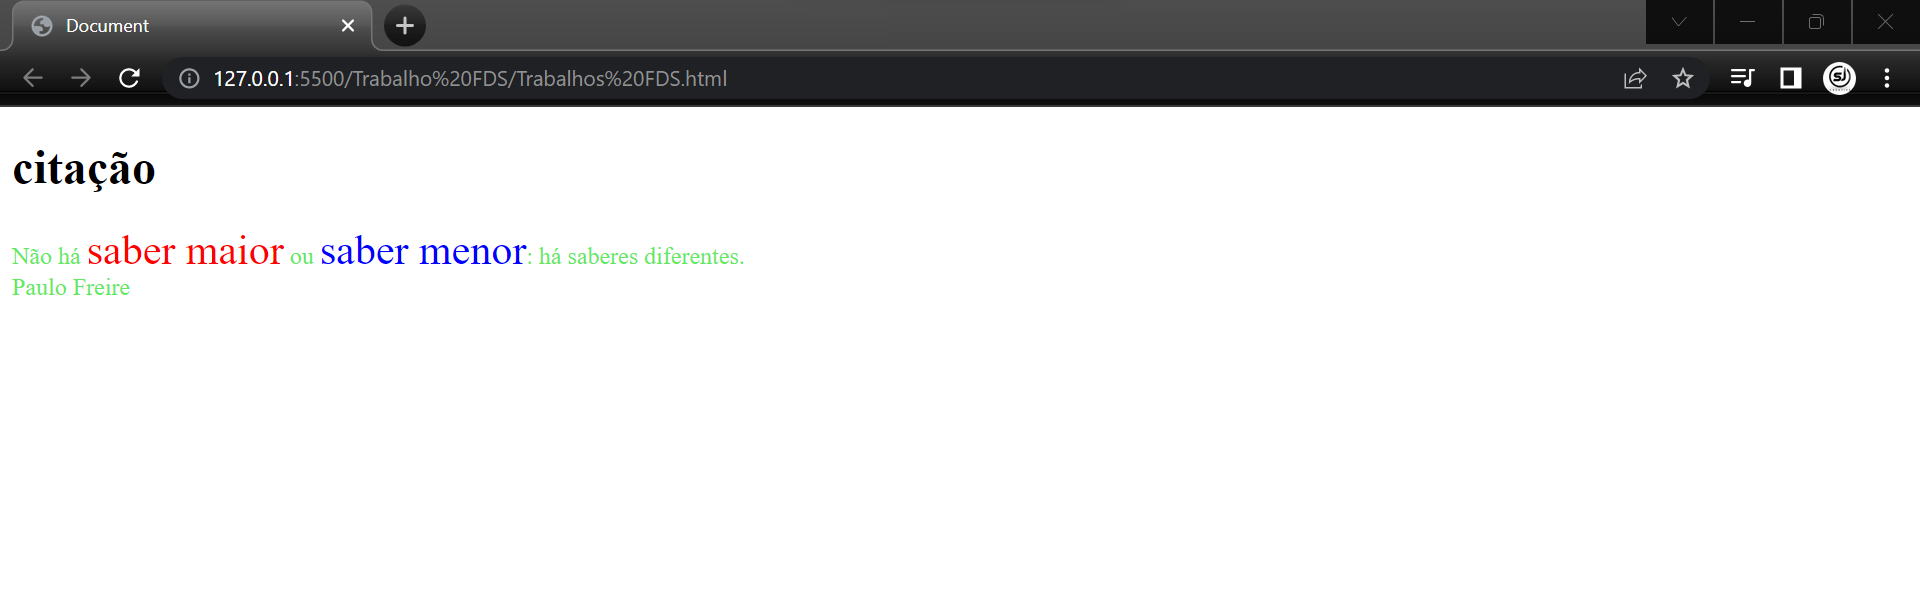 Document
127.0.0.1:5500/Trabalho%20FDS/Trabalhos%20FDS.html
citação
Não há saber maior ou saber menor: há saberes diferentes.
Paulo Freire